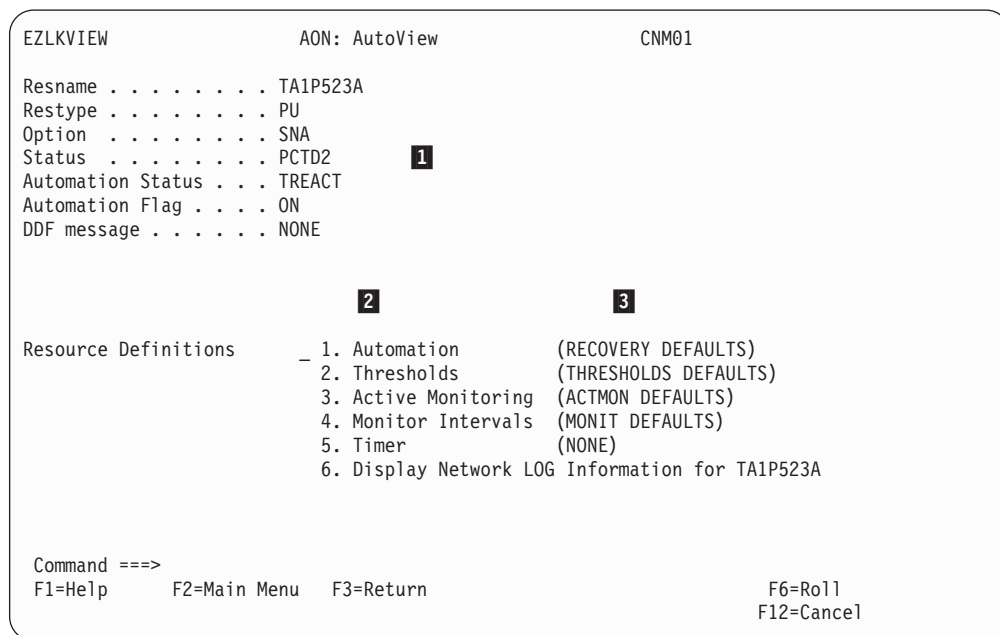 EZLKVIEW AON: AutoView CNM01
Resname . . . . . . . . TA1P523A
Restype . . . . . . . . PU
Option . . . . . . . . SNA
Status . . . . . . . . PCTD2 1
Automation Status . . . TREACT
Automation Flag . . . . ON
DDF message . . . . . . NONE
2 3
Resource Definitions _ 1. Automation (RECOVERY DEFAULTS)
2. Thresholds (THRESHOLDS DEFAULTS)
3. Active Monitoring (ACTMON DEFAULTS)
4. Monitor Intervals (MONIT DEFAULTS)
5. Timer (NONE)
6. Display Network LOG Information for TA1P523A
Command ===>
F1=Help F2=Main Menu F3=Return F6=Roll
F12=Cancel